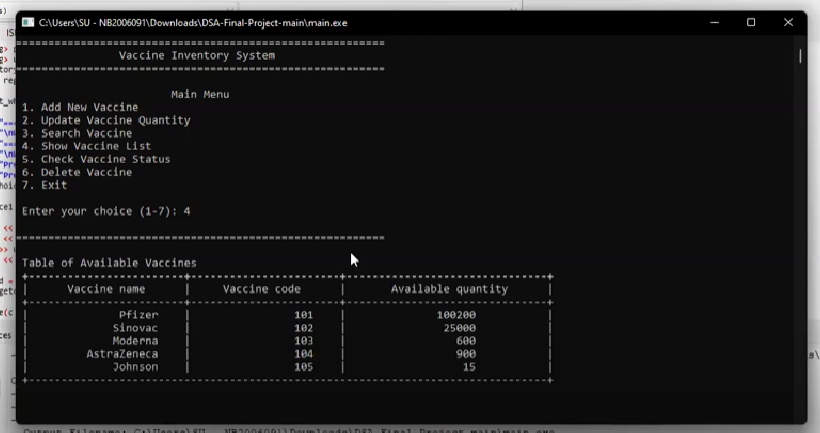 C:\Users\SU - NB2006091\Downloads\DSA-Final-Project-main\main.exe
Vaccine Inventory System
Main Menu
1. Add New Vaccine
2. Update Vaccine Quantity
3. Search Vaccine
4. Show Vaccine List
5. Check Vaccine Status
6. Delete Vaccine
7. Exit
Enter your choice (1-7): 4
Table of Available Vaccines
Vaccine name | Vaccine code | Available quantity
Pfizer | 101 | 100200
Sinovac | 102 | 25000
Moderna | 103 | 600
AstraZeneca | 104 | 900
Johnson | 105 | 15